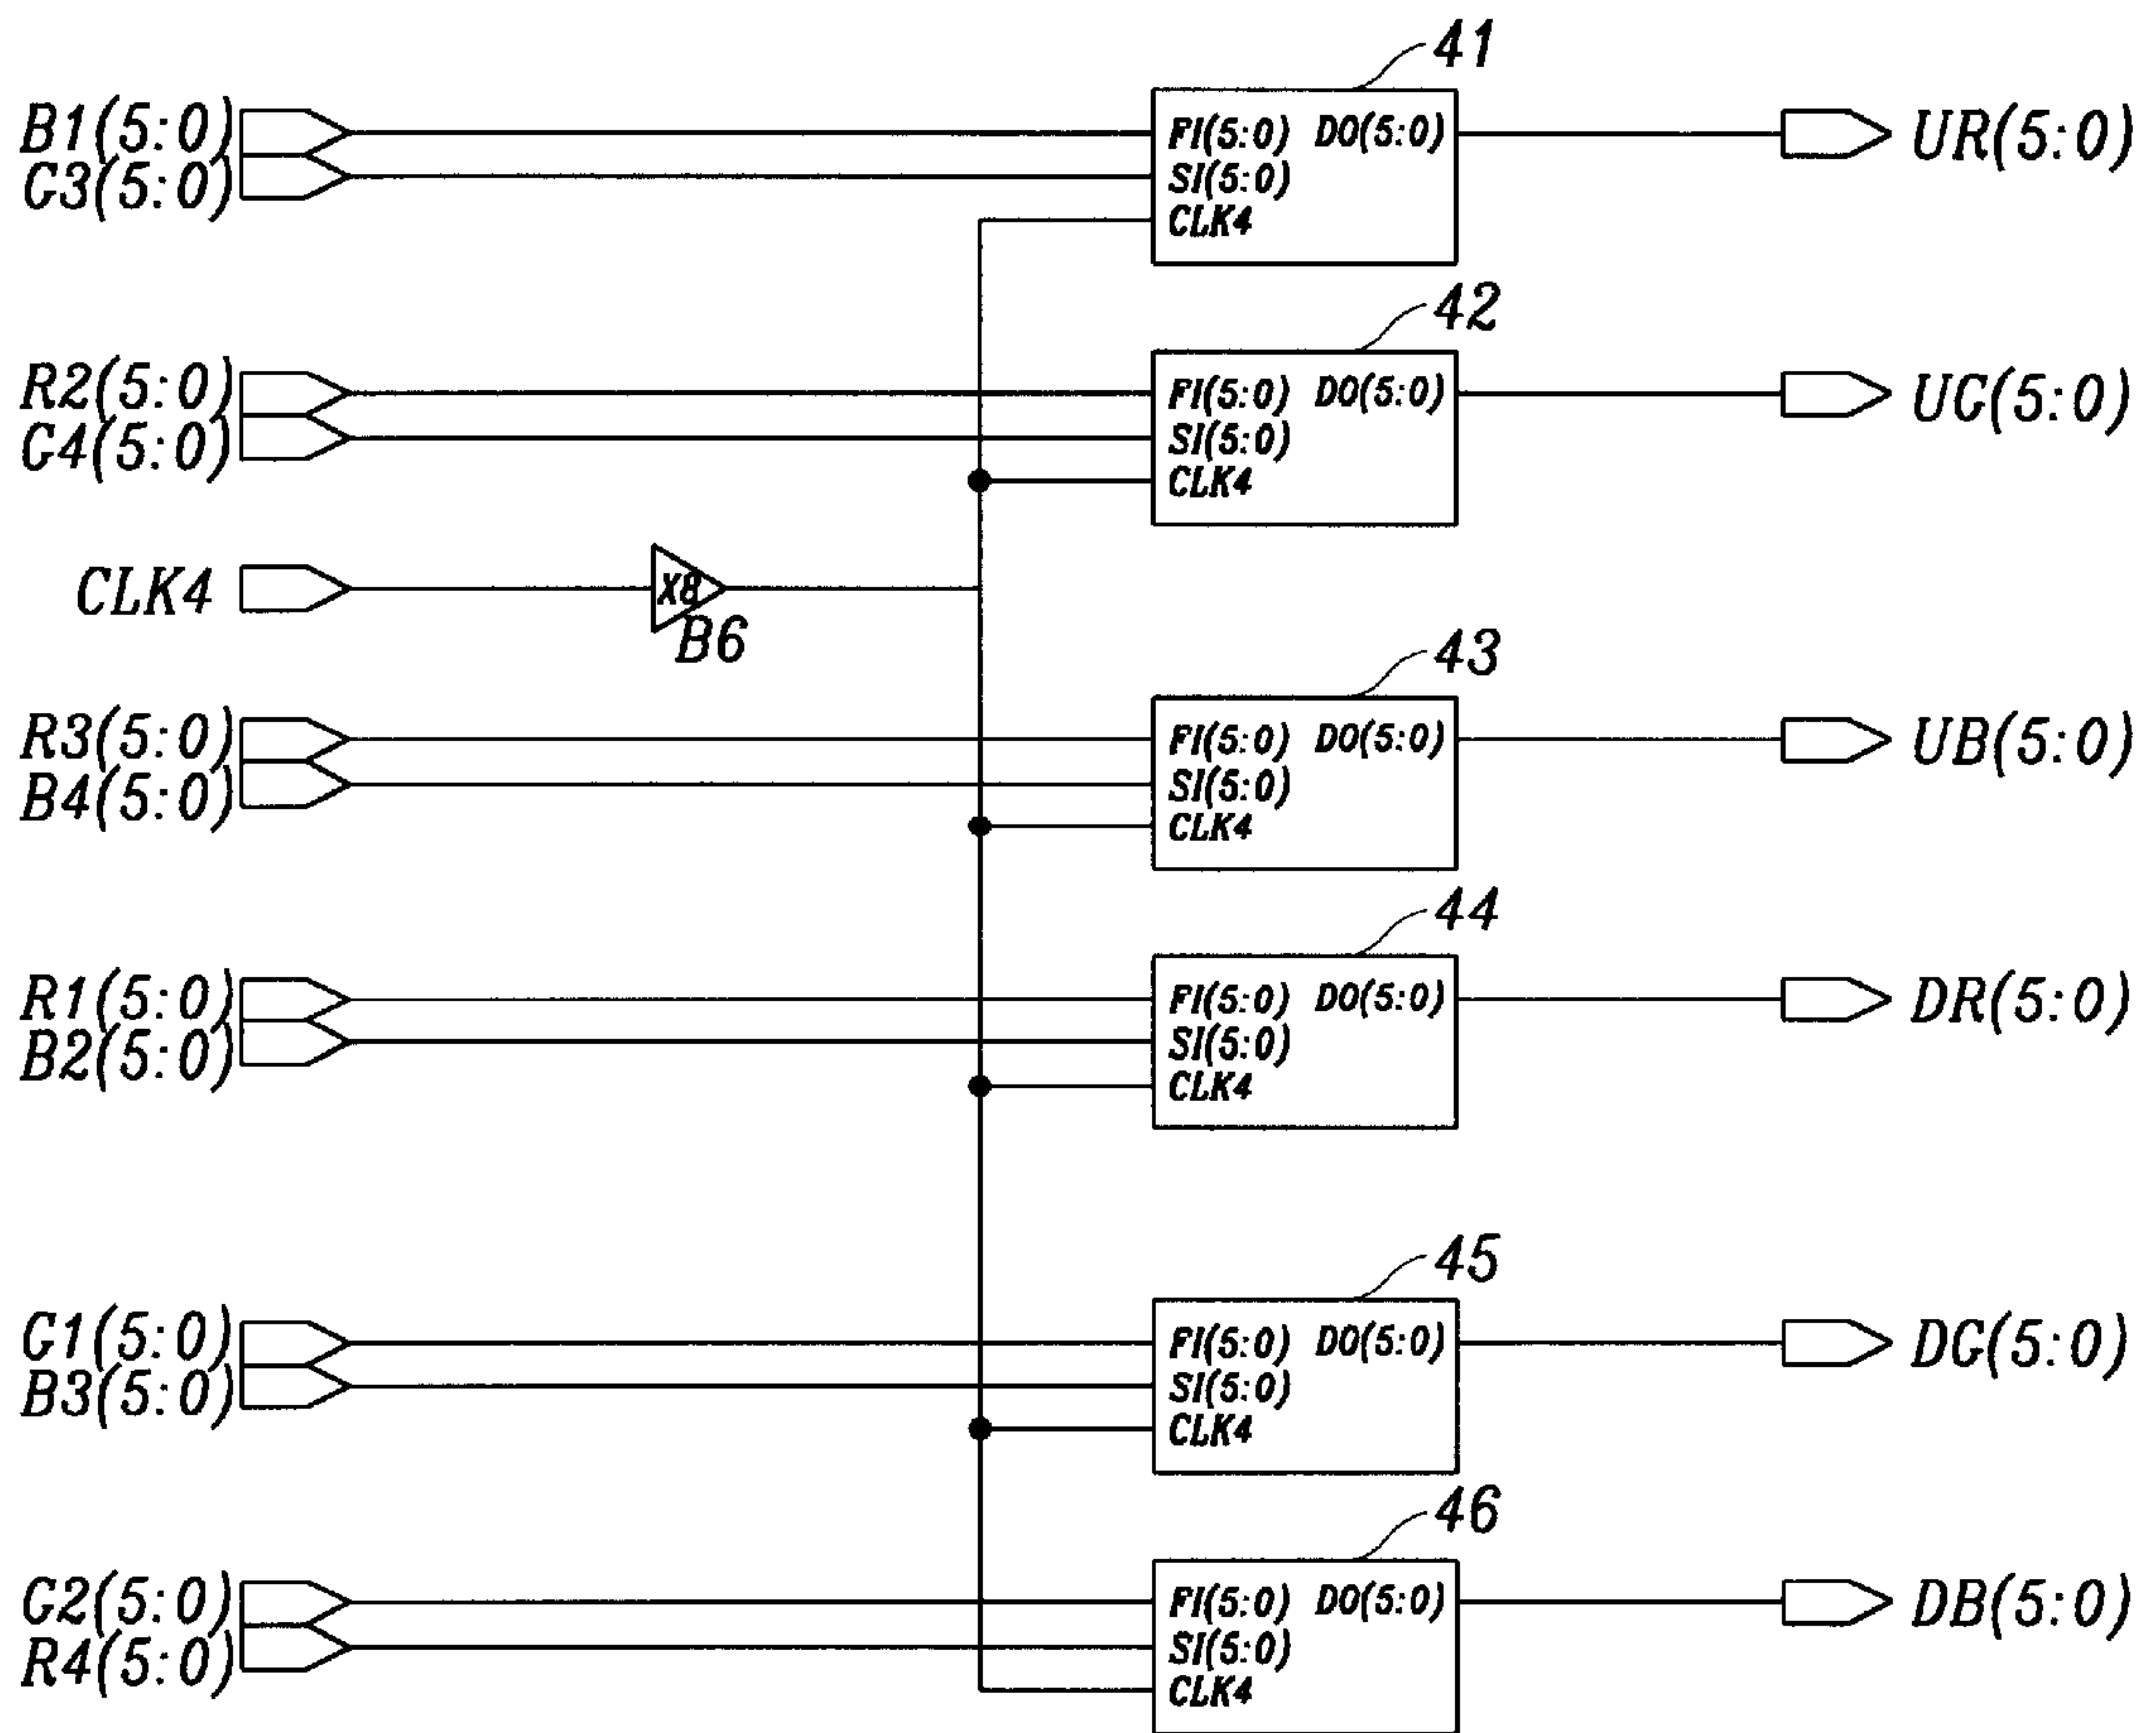 41
B1(5:0)
G3(5:0)
FI(5:0) DO(5:0)
SI(5:0)
CLK4
UR(5:0)
42
R2(5:0)
G4(5:0)
FI(5:0) DO(5:0)
SI(5:0)
CLK4
UG(5:0)
CLK4
X8
B6
43
R3(5:0)
B4(5:0)
FI(5:0) DO(5:0)
SI(5:0)
CLK4
UB(5:0)
44
R1(5:0)
B2(5:0)
FI(5:0) DO(5:0)
SI(5:0)
CLK4
DR(5:0)
45
G1(5:0)
B3(5:0)
FI(5:0) DO(5:0)
SI(5:0)
CLK4
DG(5:0)
46
G2(5:0)
R4(5:0)
FI(5:0) DO(5:0)
SI(5:0)
CLK4
DB(5:0)